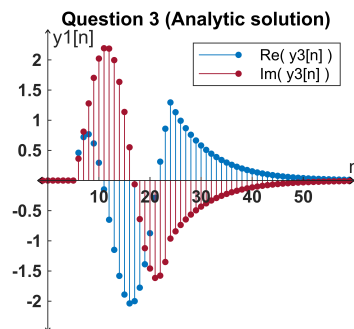 Question 3 (Analytic solution)
y1[n]
Re( y3[n] )
Im( y3[n] )
2
1.5
1
0.5
n
10 20 30 40 50
-0.5
-1
-1.5
-2